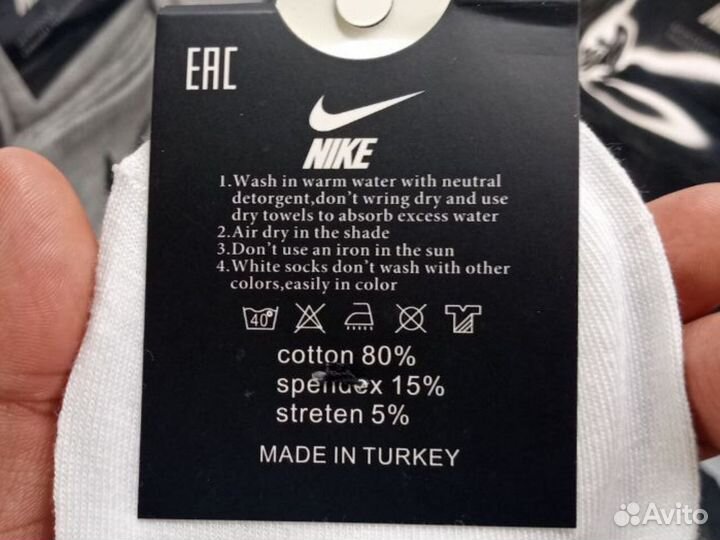 EAC
NIKE
1.Wash in warm water with neutral
detorgent,don't wring dry and use
dry towels to absorb excess water
2.Air dry in the shade
3.Don't use an iron in the sun
4.White socks don't wash with other
colors,easily in color
40°
cotton 80%
spendex 15%
streten 5%
MADE IN TURKEY
Avito